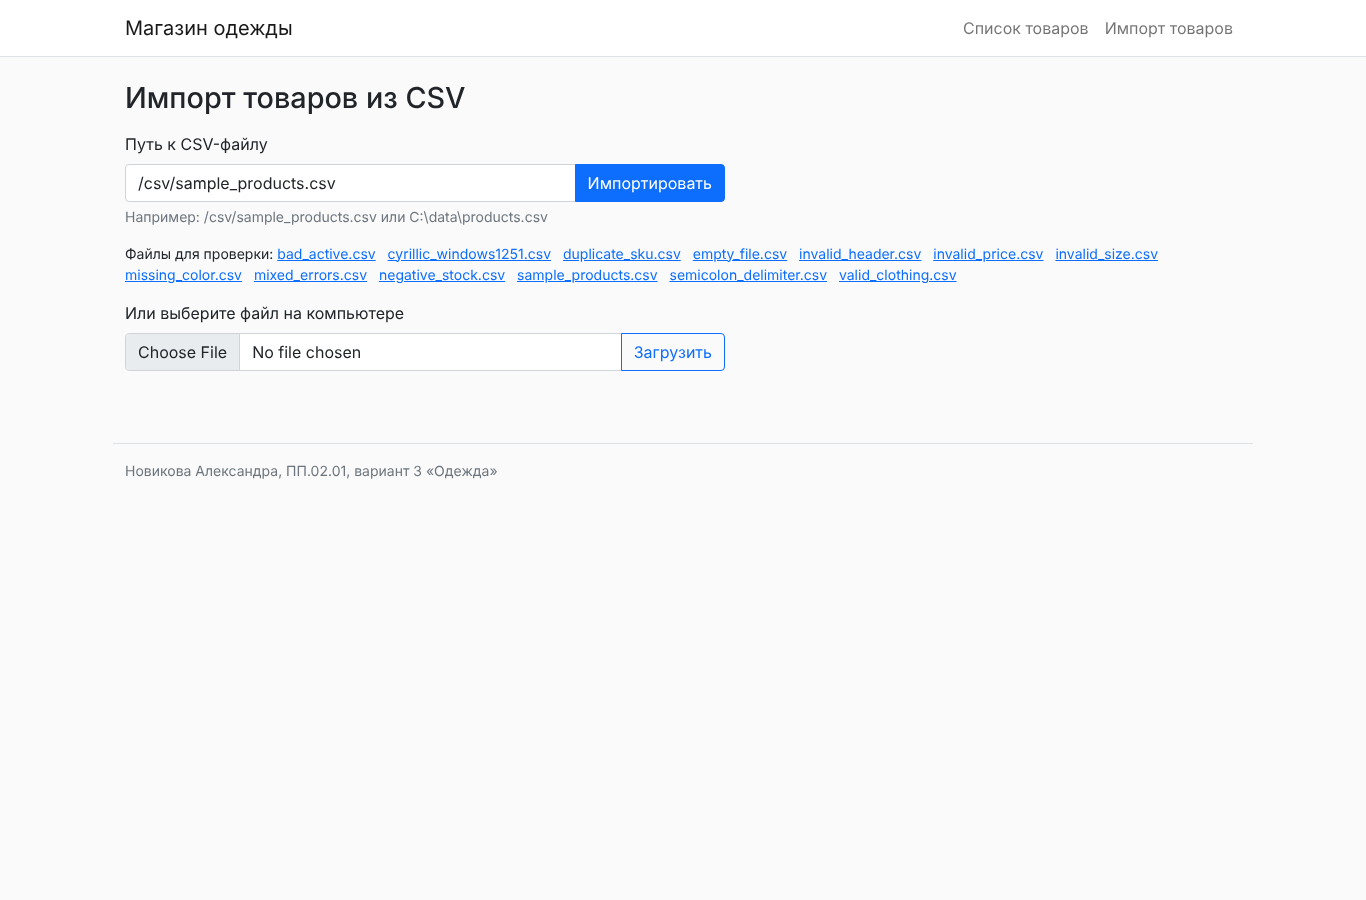 Магазин одежды Список товаров Импорт товаров
Импорт товаров из CSV
Путь к CSV-файлу
/csv/sample_products.csv Импортировать
Например: /csv/sample_products.csv или C:\data\products.csv
Файлы для проверки: bad_active.csv cyrillic_windows1251.csv duplicate_sku.csv empty_file.csv invalid_header.csv invalid_price.csv invalid_size.csv
missing_color.csv mixed_errors.csv negative_stock.csv sample_products.csv semicolon_delimiter.csv valid_clothing.csv
Или выберите файл на компьютере
Choose File No file chosen Загрузить
Новикова Александра, ПП.02.01, вариант 3 «Одежда»